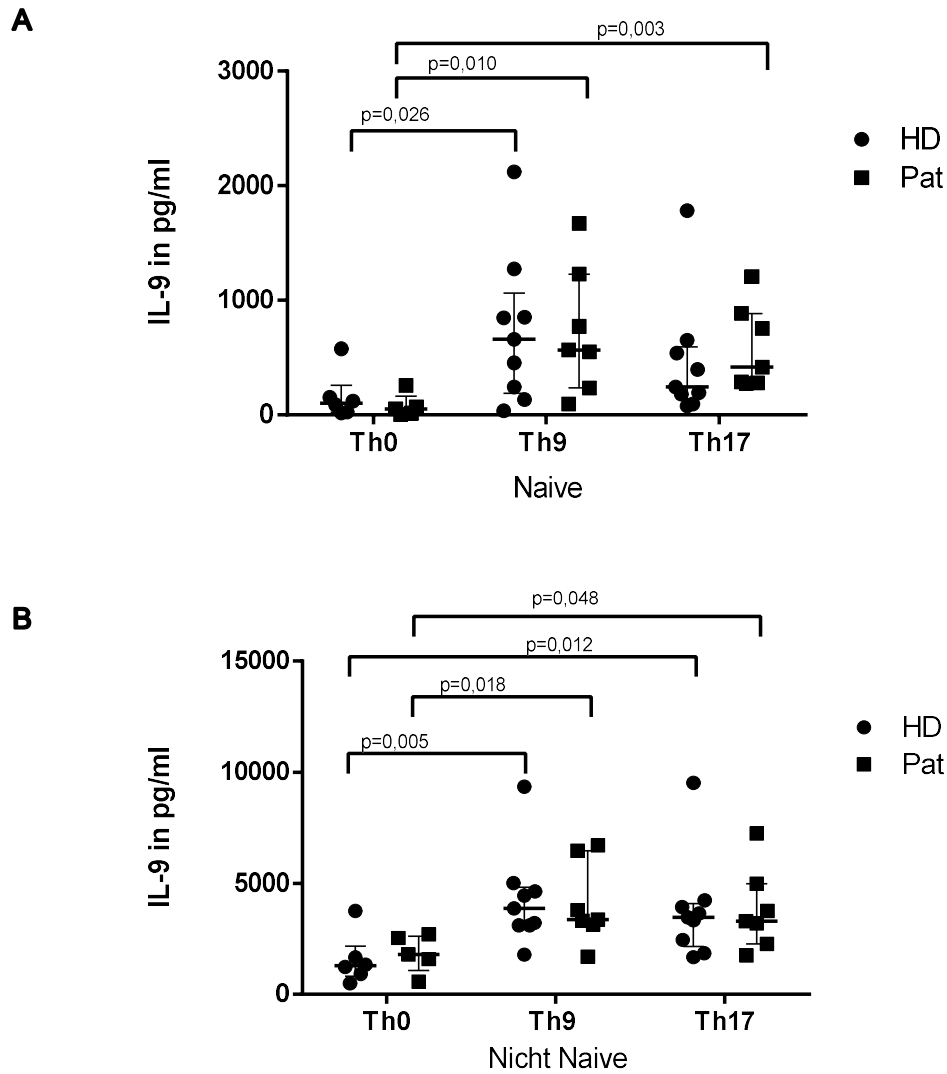 A
p=0,003
p=0,010
p=0,026
3000
2000
1000
0
IL-9 in pg/ml
HD
Pat
Th0 Th9 Th17
Naive
B
p=0,048
p=0,012
p=0,018
p=0,005
15000
10000
5000
0
IL-9 in pg/ml
HD
Pat
Th0 Th9 Th17
Nicht Naive